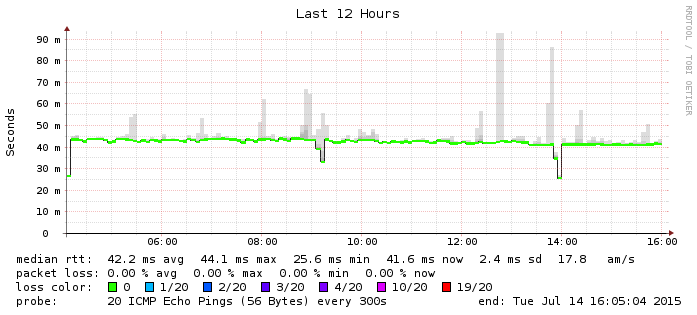 Last 12 Hours
RRDTOOL / TOBI OETIKER
Seconds
90 m
80 m
70 m
60 m
50 m
40 m
30 m
20 m
10 m
0
06:00 08:00 10:00 12:00 14:00 16:00
median rtt: 42.2 ms avg 44.1 ms max 25.6 ms min 41.6 ms now 2.4 ms sd 17.8 am/s
packet loss: 0.00 % avg 0.00 % max 0.00 % min 0.00 % now
loss color: 0 1/20 2/20 3/20 4/20 10/20 19/20
probe: 20 ICMP Echo Pings (56 Bytes) every 300s end: Tue Jul 14 16:05:04 2015